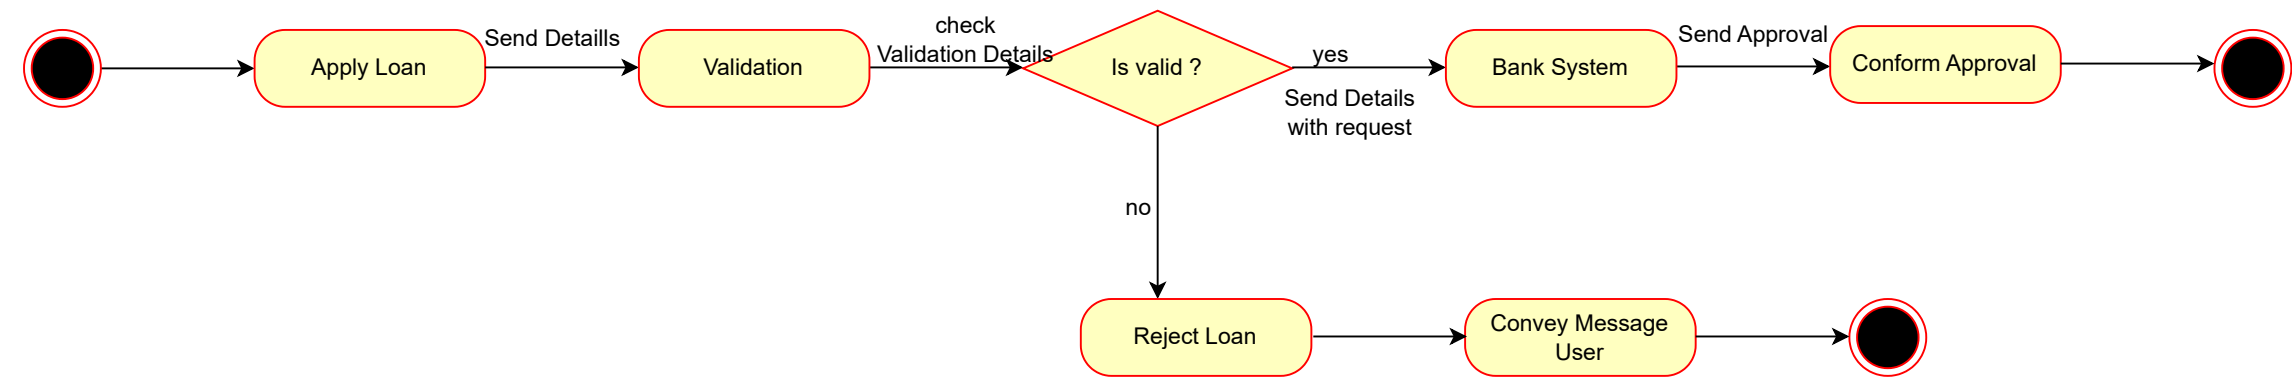 Apply Loan
Send Detaills
Validation
check
Validation Details
Is valid ?
yes
Send Details
with request
Bank System
Send Approval
Conform Approval
no
Reject Loan
Convey Message
User